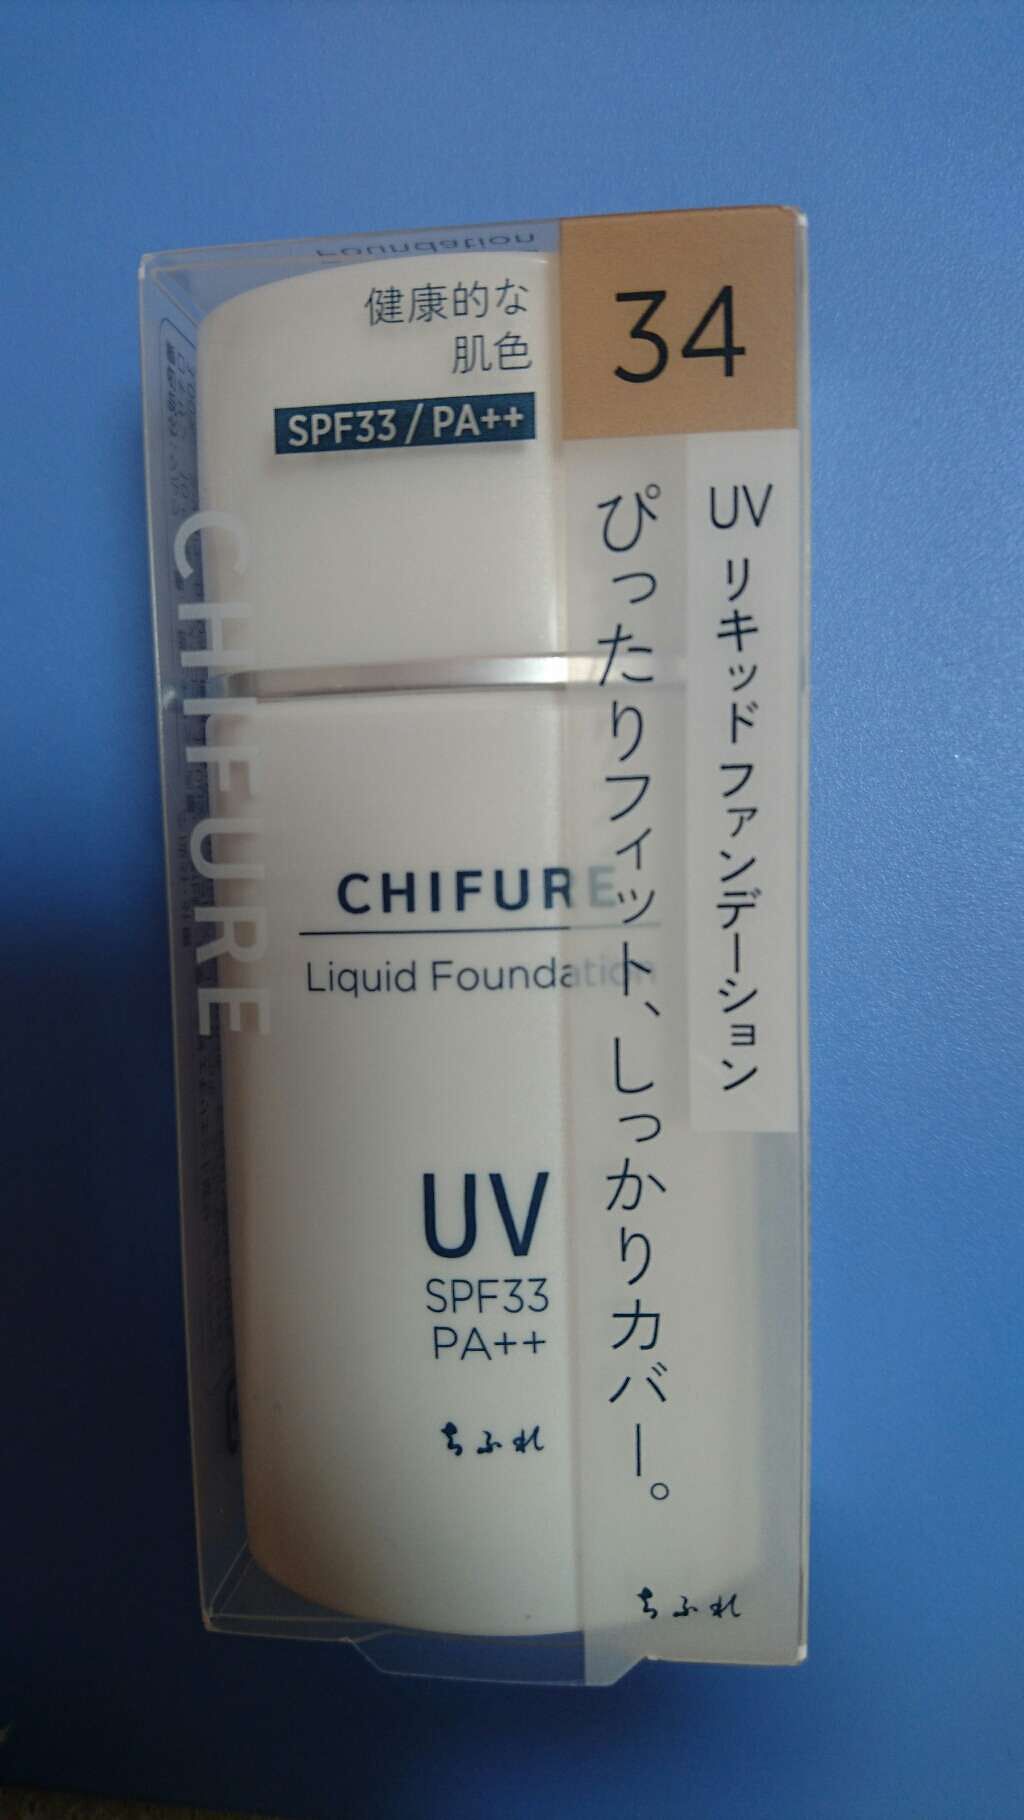 Foundation
健康的な
肌色
SPF33 / PA++
34
UV リキッド ファンデーション
ぴったりフィット、しっかりカバー。
CHIFURE
CHIFURE
Liquid Foundation
UV
SPF33
PA++
ちふれ
ちふれ